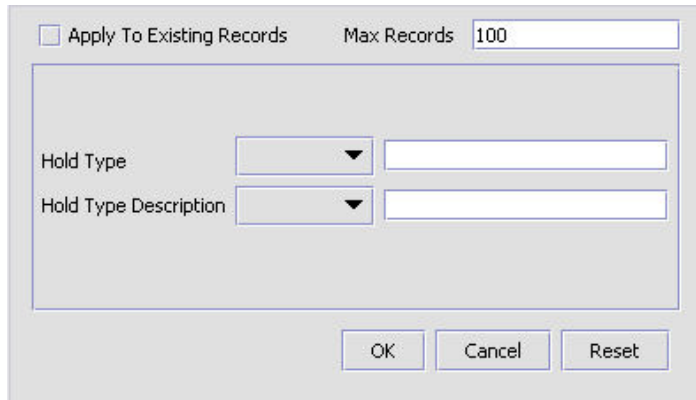 Apply To Existing Records Max Records 100
Hold Type
Hold Type Description
OK Cancel Reset